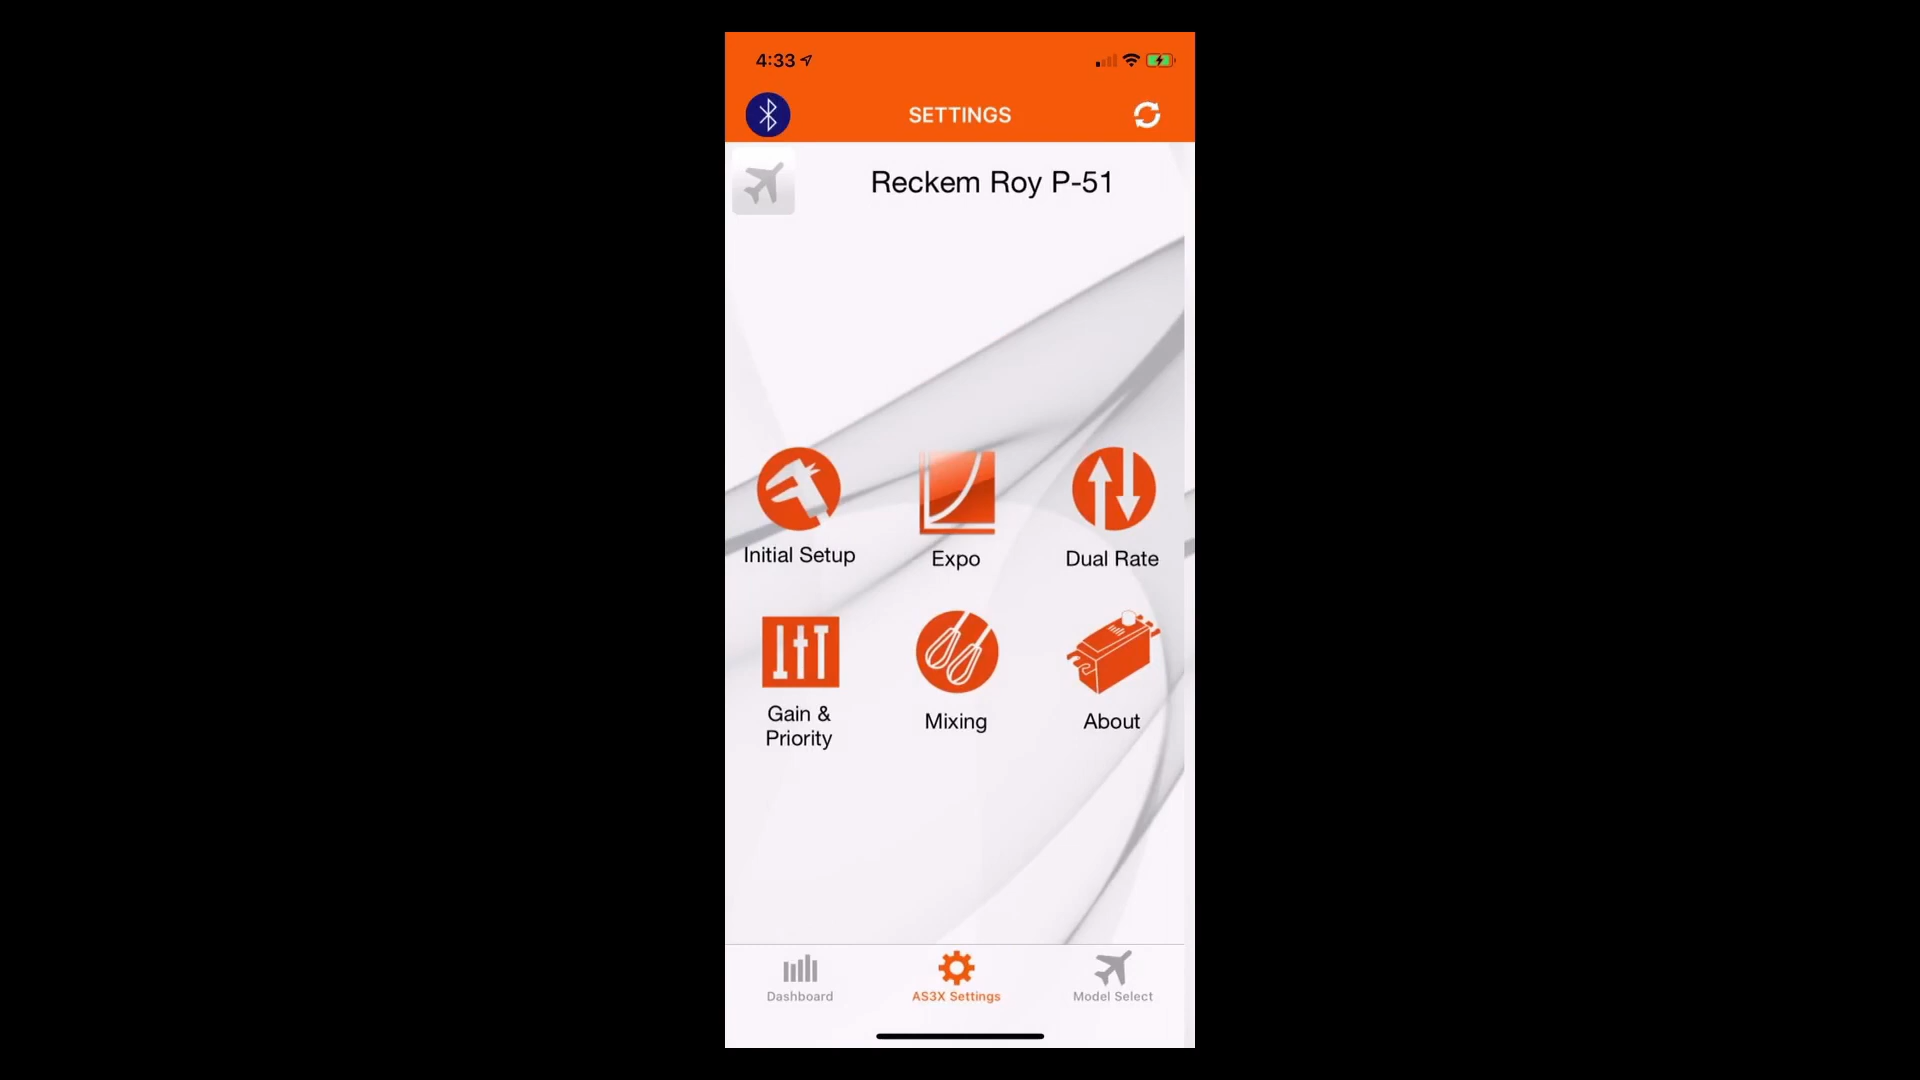 4:33
SETTINGS
Reckem Roy P-51
Initial Setup
Expo
Dual Rate
Gain &
Priority
Mixing
About
Dashboard
AS3X Settings
Model Select